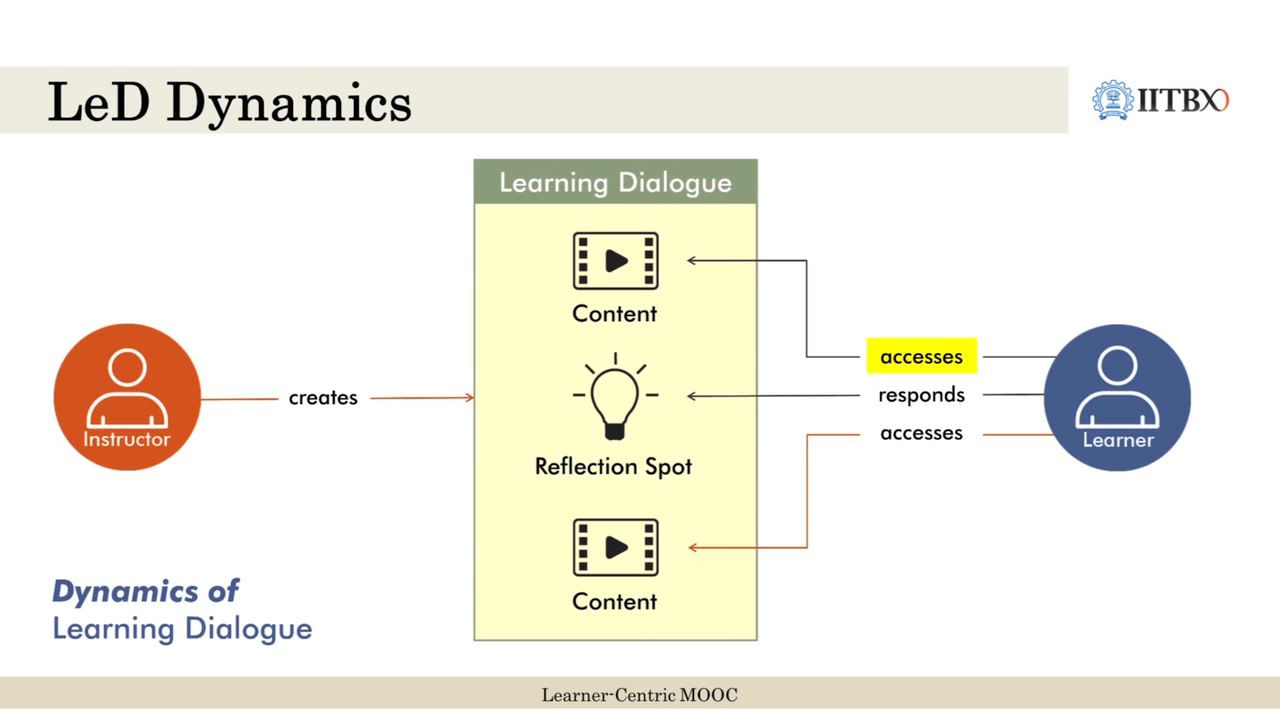 LeD Dynamics
IITBX
Learning Dialogue
Content
accesses
creates
responds
accesses
Instructor
Learner
Reflection Spot
Content
Dynamics of
Learning Dialogue
Learner-Centric MOOC